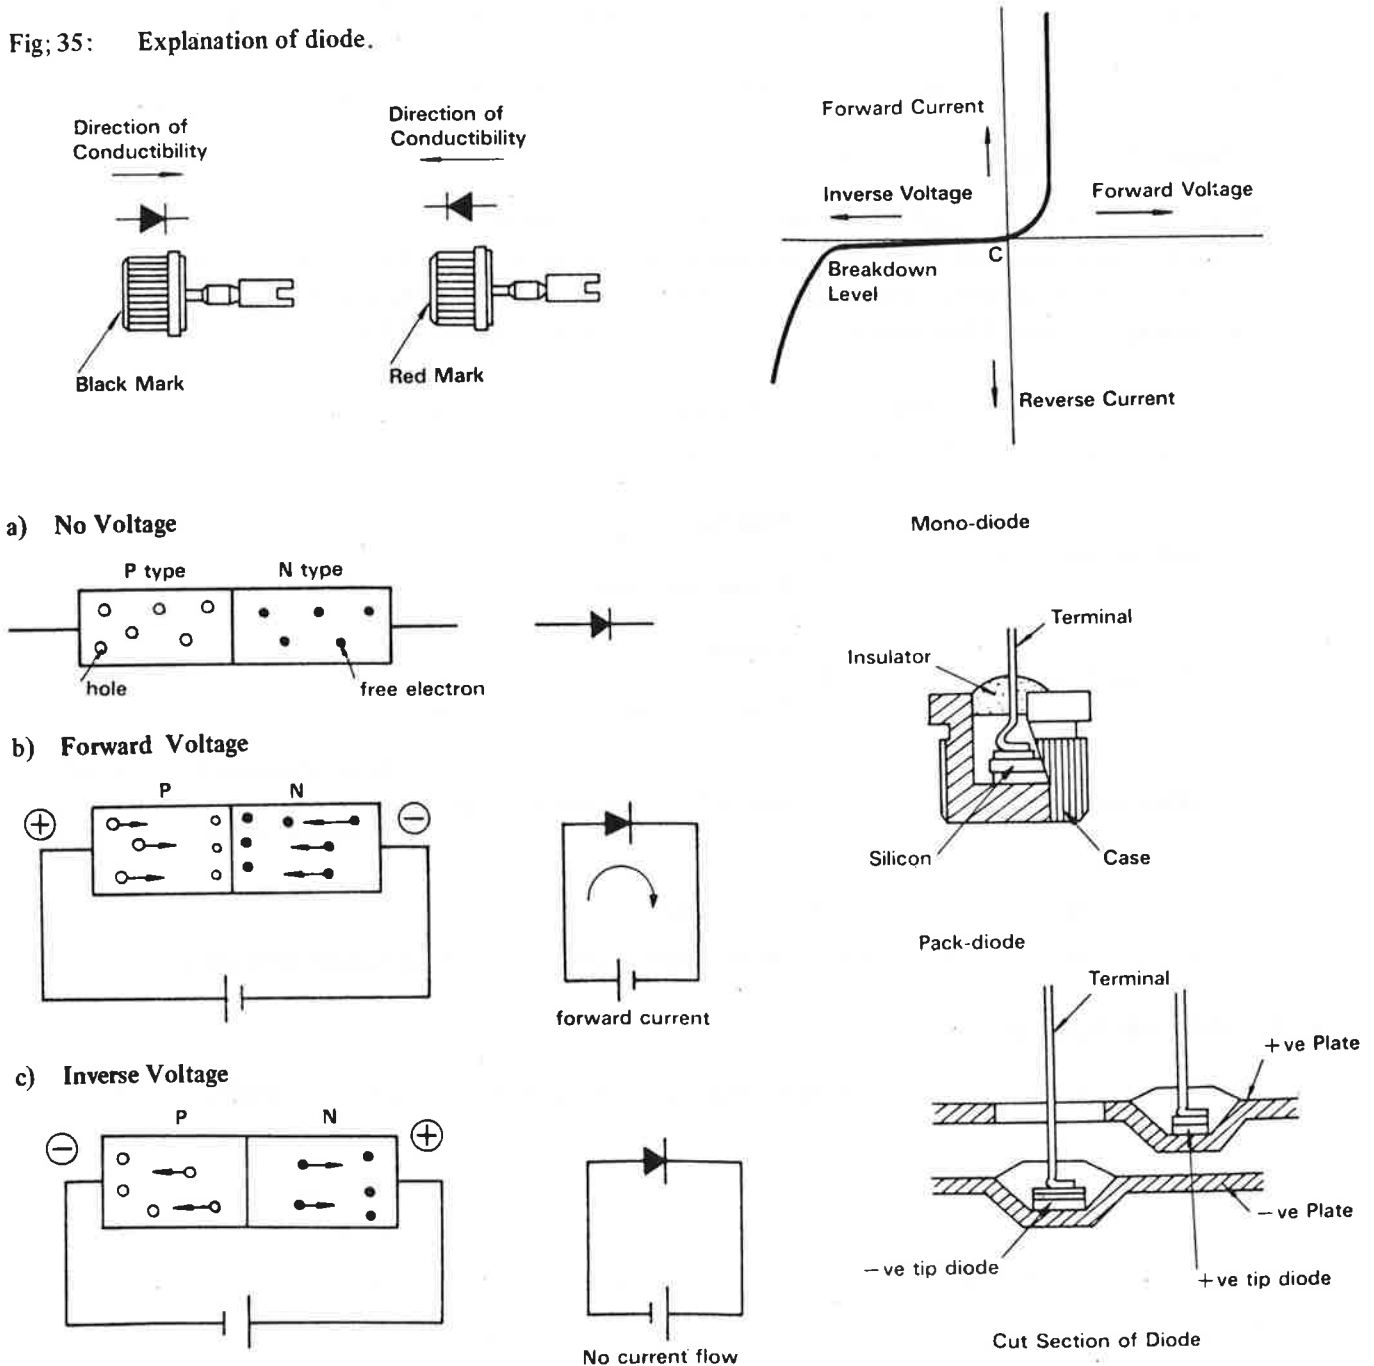 Fig; 35: Explanation of diode.
Direction of
Conductibility
Direction of
Conductibility
Black Mark
Red Mark
Forward Current
Inverse Voltage
Forward Voltage
C
Breakdown
Level
Reverse Current
a) No Voltage
P type
N type
hole
free electron
b) Forward Voltage
P
N
+
−
forward current
c) Inverse Voltage
P
N
−
+
No current flow
Mono-diode
Terminal
Insulator
Silicon
Case
Pack-diode
Terminal
+ve Plate
−ve Plate
−ve tip diode
+ve tip diode
Cut Section of Diode